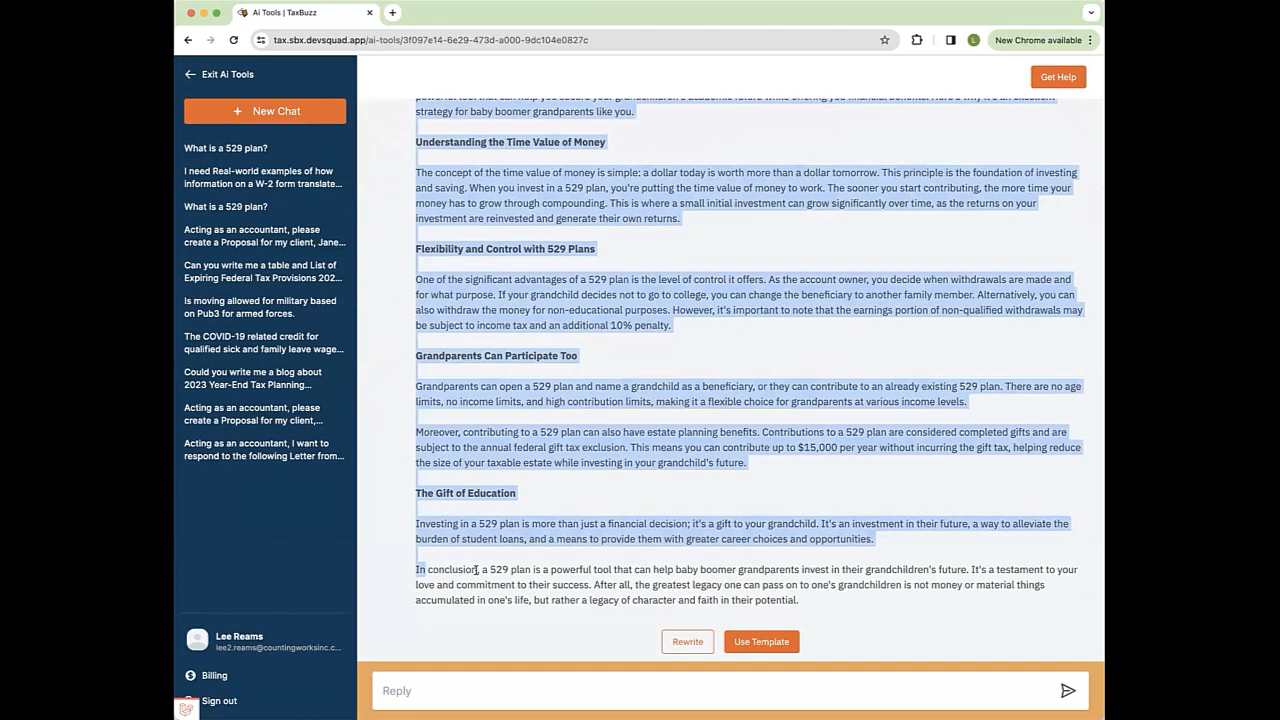 Ai Tools | TaxBuzz
tax.sbx.devsquad.app/ai-tools/3f097e14-6e29-473d-a000-9dc104e0827c
New Chrome available
Exit Ai Tools
New Chat
What is a 529 plan?
I need Real-world examples of how
information on a W-2 form translate...
What is a 529 plan?
Acting as an accountant, please
create a Proposal for my client, Jane...
Can you write me a table and List of
Expiring Federal Tax Provisions 202...
Is moving allowed for military based
on Pub3 for armed forces.
The COVID-19 related credit for
qualified sick and family leave wage...
Could you write me a blog about
2023 Year-End Tax Planning...
Acting as an accountant, please
create a Proposal for my client,...
Acting as an accountant, I want to
respond to the following Letter from...
Lee Reams
lee2.reams@countingworksinc.c...
Billing
Sign out
Get Help
powerful tool that can help you secure your grandchildren's academic future while offering you financial benefits. Here's why it's an excellent
strategy for baby boomer grandparents like you.
Understanding the Time Value of Money
The concept of the time value of money is simple: a dollar today is worth more than a dollar tomorrow. This principle is the foundation of investing
and saving. When you invest in a 529 plan, you're putting the time value of money to work. The sooner you start contributing, the more time your
money has to grow through compounding. This is where a small initial investment can grow significantly over time, as the returns on your
investment are reinvested and generate their own returns.
Flexibility and Control with 529 Plans
One of the significant advantages of a 529 plan is the level of control it offers. As the account owner, you decide when withdrawals are made and
for what purpose. If your grandchild decides not to go to college, you can change the beneficiary to another family member. Alternatively, you can
also withdraw the money for non-educational purposes. However, it's important to note that the earnings portion of non-qualified withdrawals may
be subject to income tax and an additional 10% penalty.
Grandparents Can Participate Too
Grandparents can open a 529 plan and name a grandchild as a beneficiary, or they can contribute to an already existing 529 plan. There are no age
limits, no income limits, and high contribution limits, making it a flexible choice for grandparents at various income levels.
Moreover, contributing to a 529 plan can also have estate planning benefits. Contributions to a 529 plan are considered completed gifts and are
subject to the annual federal gift tax exclusion. This means you can contribute up to $15,000 per year without incurring the gift tax, helping reduce
the size of your taxable estate while investing in your grandchild's future.
The Gift of Education
Investing in a 529 plan is more than just a financial decision; it's a gift to your grandchild. It's an investment in their future, a way to alleviate the
burden of student loans, and a means to provide them with greater career choices and opportunities.
In conclusion, a 529 plan is a powerful tool that can help baby boomer grandparents invest in their grandchildren's future. It's a testament to your
love and commitment to their success. After all, the greatest legacy one can pass on to one's grandchildren is not money or material things
accumulated in one's life, but rather a legacy of character and faith in their potential.
Rewrite
Use Template
Reply